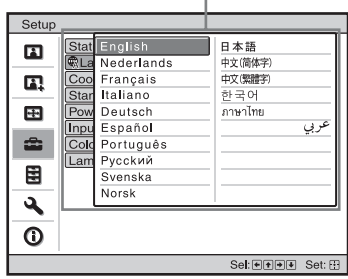 Setup
Stat
La
Coo
Star
Pow
Inpu
Colo
Lam
English
Nederlands
Français
Italiano
Deutsch
Español
Português
Русский
Svenska
Norsk
日本語
中文(简体字)
中文(繁體字)
한국어
ภาษาไทย
عربي
Sel: Set: